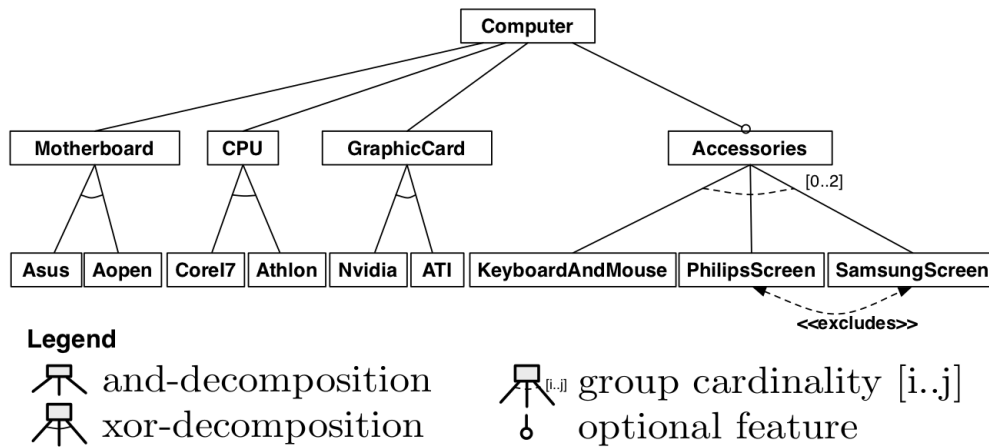 Computer
Motherboard CPU GraphicCard Accessories
[0..2]
Asus Aopen CoreI7 Athlon Nvidia ATI KeyboardAndMouse PhilipsScreen SamsungScreen
<<excludes>>
Legend
and-decomposition [i..j] group cardinality [i..j]
xor-decomposition optional feature